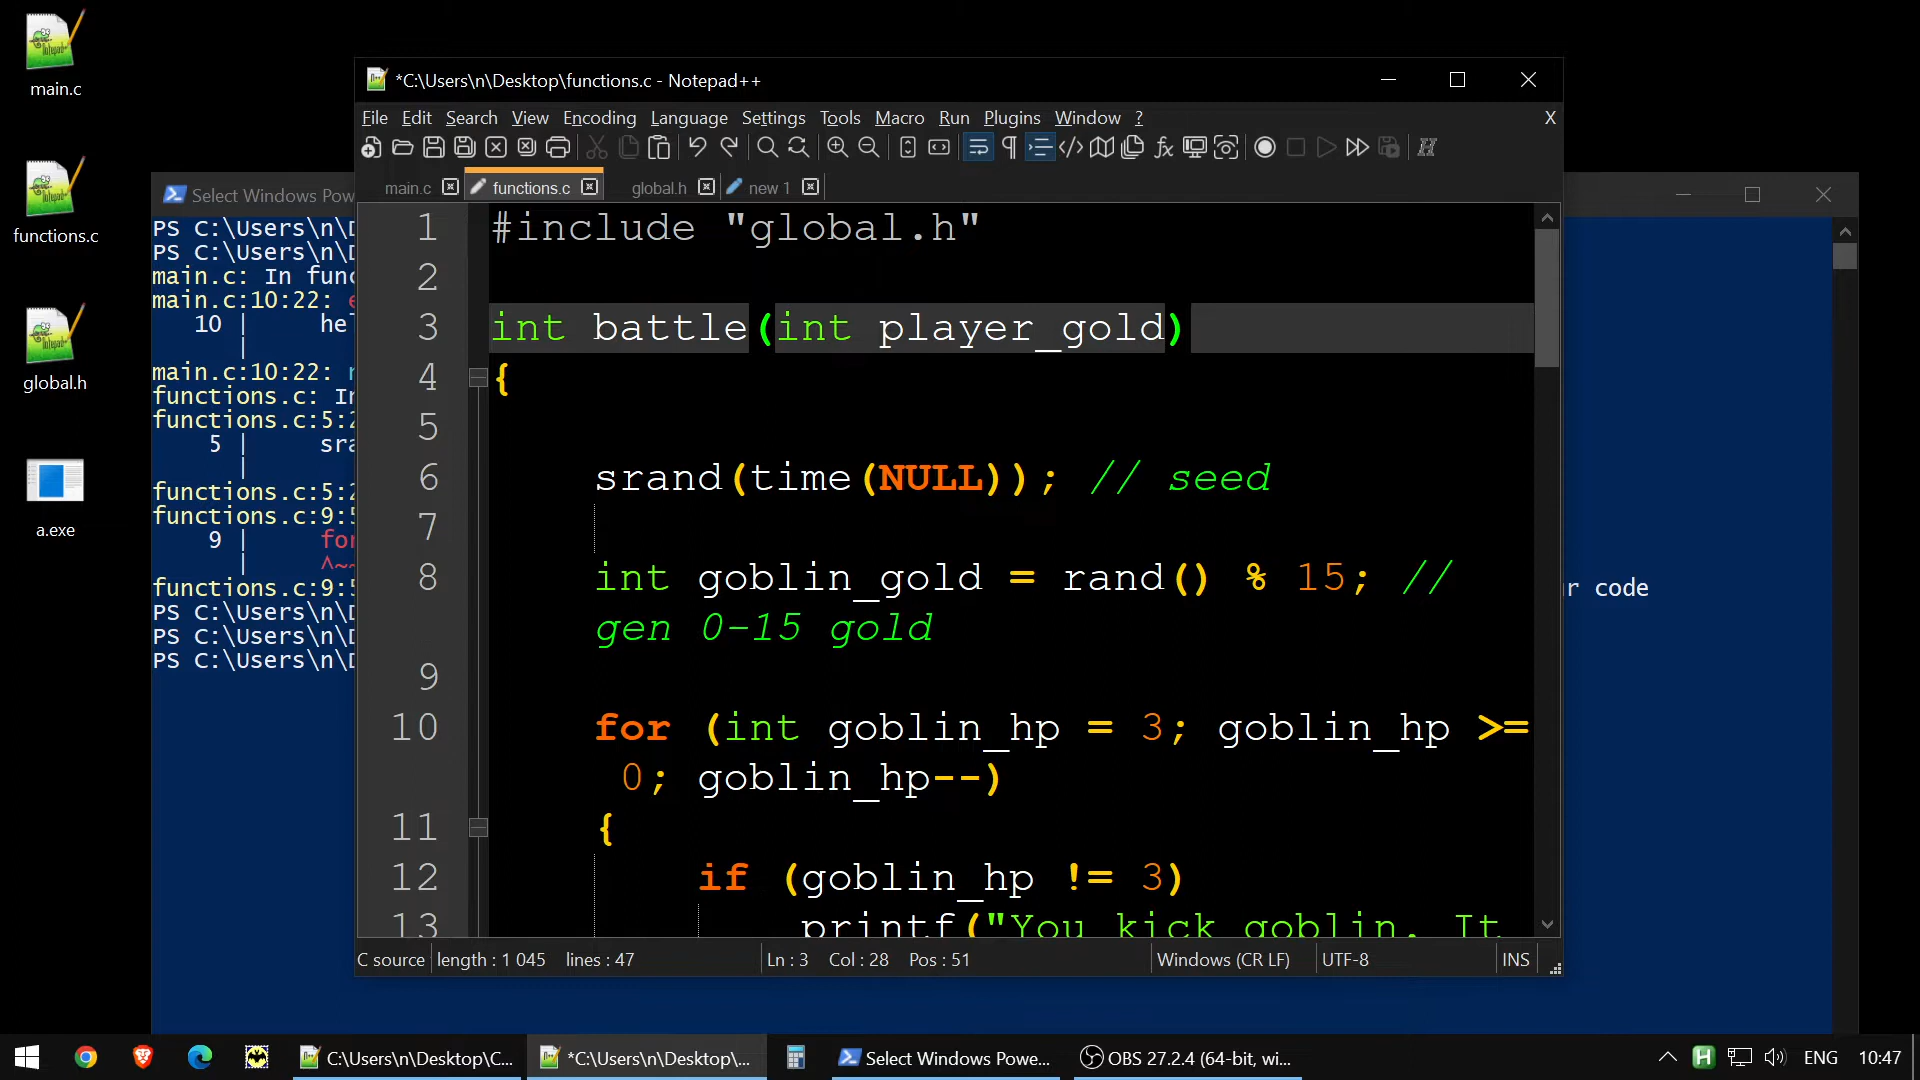 main.c
functions.c
global.h
a.exe
*C:\Users\n\Desktop\functions.c - Notepad++
File Edit Search View Encoding Language Settings Tools Macro Run Plugins Window ? X
main.c functions.c global.h new 1
1 #include "global.h"
2
3 int battle(int player_gold)
4 {
5
6 srand(time(NULL)); // seed
7
8 int goblin_gold = rand() % 15; //
gen 0-15 gold
9
10 for (int goblin_hp = 3; goblin_hp >=
0; goblin_hp--)
11 {
12 if (goblin_hp != 3)
13 printf("You kick goblin. It
C source length : 1 045 lines : 47 Ln : 3 Col : 28 Pos : 51 Windows (CR LF) UTF-8 INS
Select Windows Pow
PS C:\Users\n\D
PS C:\Users\n\D
main.c: In func
main.c:10:22: e
10 | hel
|
main.c:10:22: n
functions.c: In
functions.c:5:2
5 | sra
|
functions.c:5:2
functions.c:9:5
9 | for
| ^~~
functions.c:9:5
r code
PS C:\Users\n\D
PS C:\Users\n\D
PS C:\Users\n\D
C:\Users\n\Desktop\C... *C:\Users\n\Desktop\... Select Windows Powe... OBS 27.2.4 (64-bit, wi... ENG 10:47